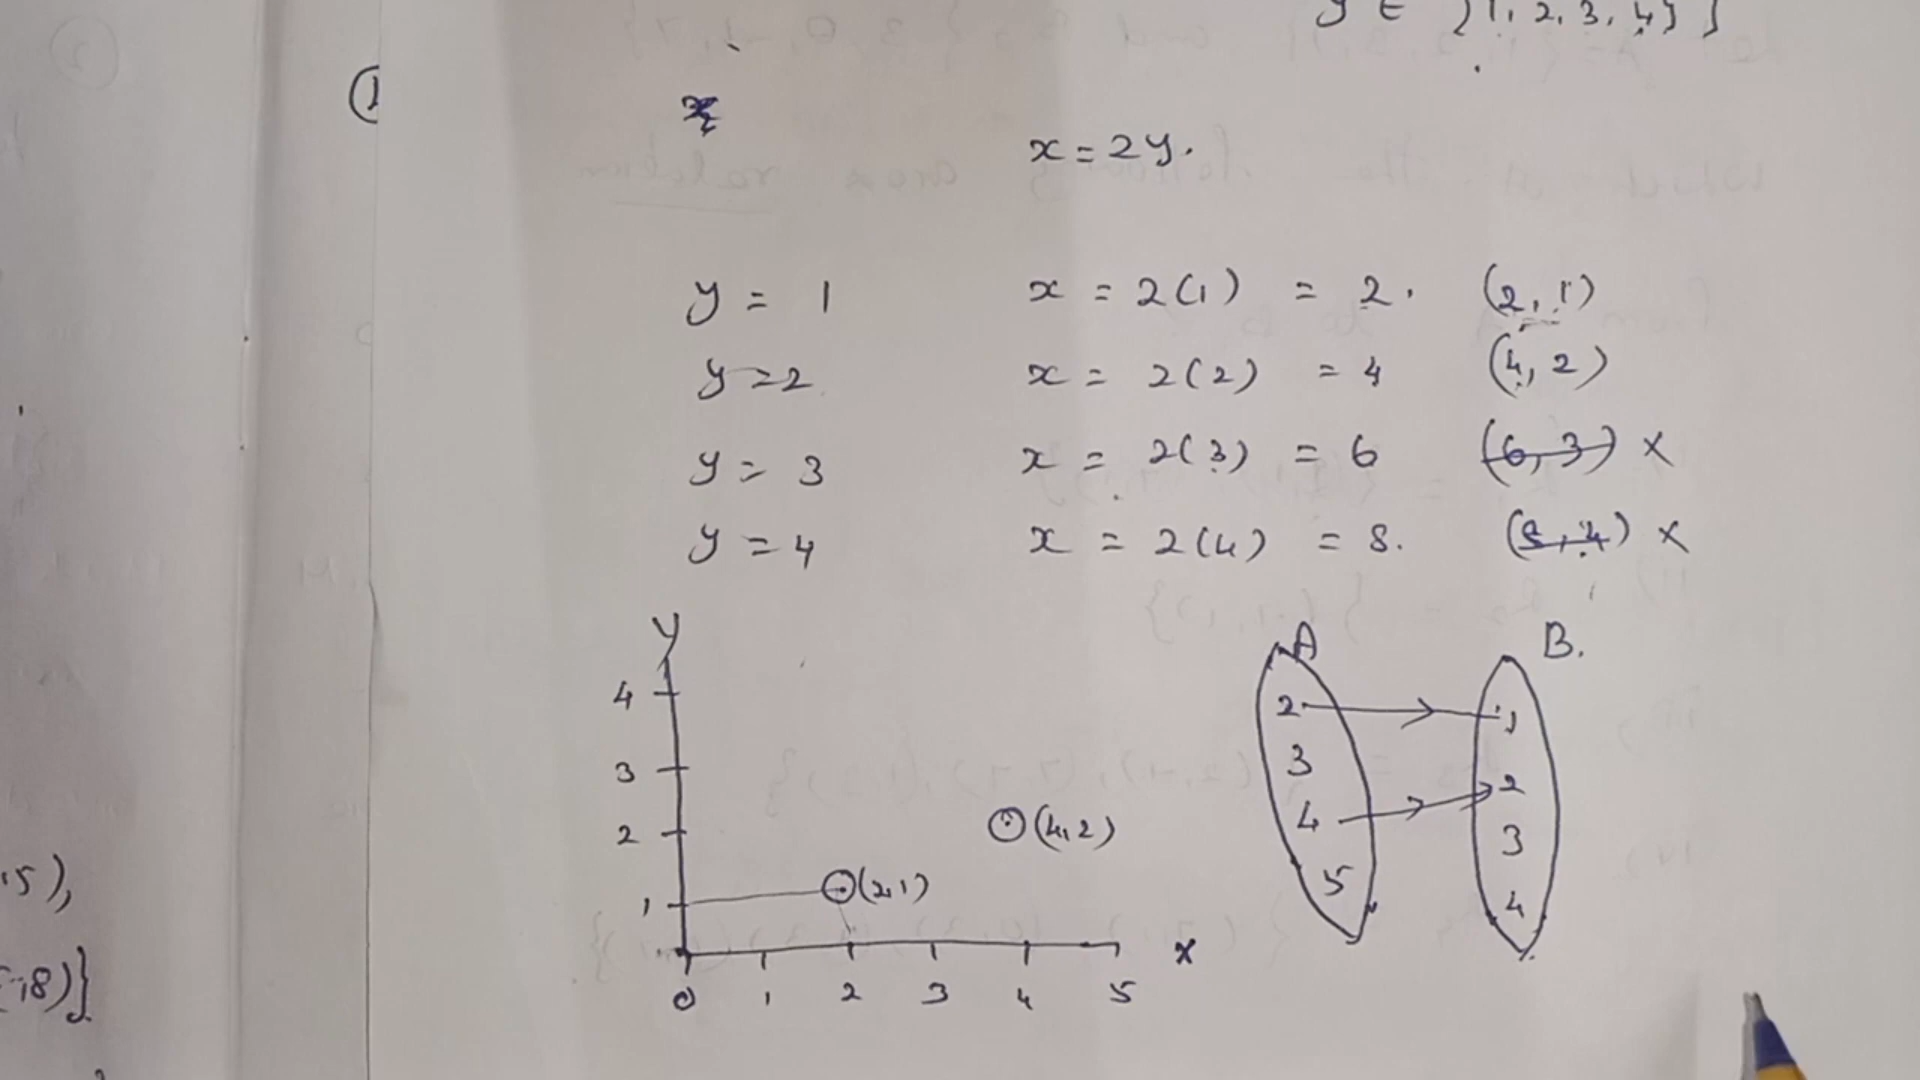 y ∈ {1, 2, 3, 4} }
①
x = 2y.
y = 1 x = 2(1) = 2. (2, 1)
y = 2 x = 2(2) = 4 (4, 2)
y = 3 x = 2(3) = 6 (6, 3) ×
y = 4 x = 2(4) = 8. (8, 4) ×
y
4
3
2 (4, 2)
1 (2, 1)
x
0 1 2 3 4 5
A B.
2 1
3 2
4 3
5 4
5),
8)}